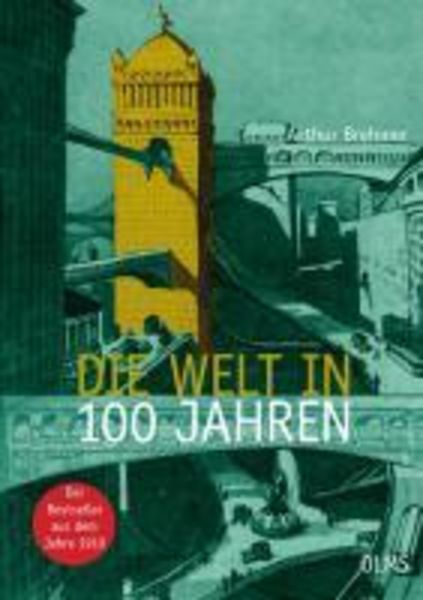 Arthur Brehmer
DIE WELT IN
100 JAHREN
Der
Bestseller
aus dem
Jahre 1910
OLMS